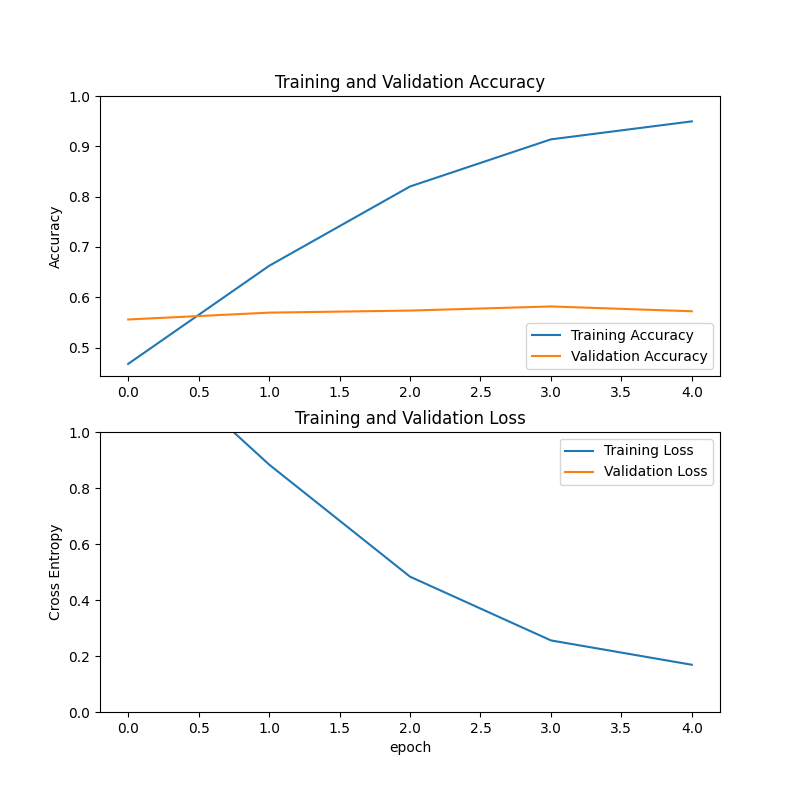 Training and Validation Accuracy
1.0
0.9
0.8
0.7
0.6
0.5
Accuracy
Training Accuracy
Validation Accuracy
0.0 0.5 1.0 1.5 2.0 2.5 3.0 3.5 4.0
Training and Validation Loss
1.0
0.8
0.6
0.4
0.2
0.0
Cross Entropy
Training Loss
Validation Loss
0.0 0.5 1.0 1.5 2.0 2.5 3.0 3.5 4.0
epoch